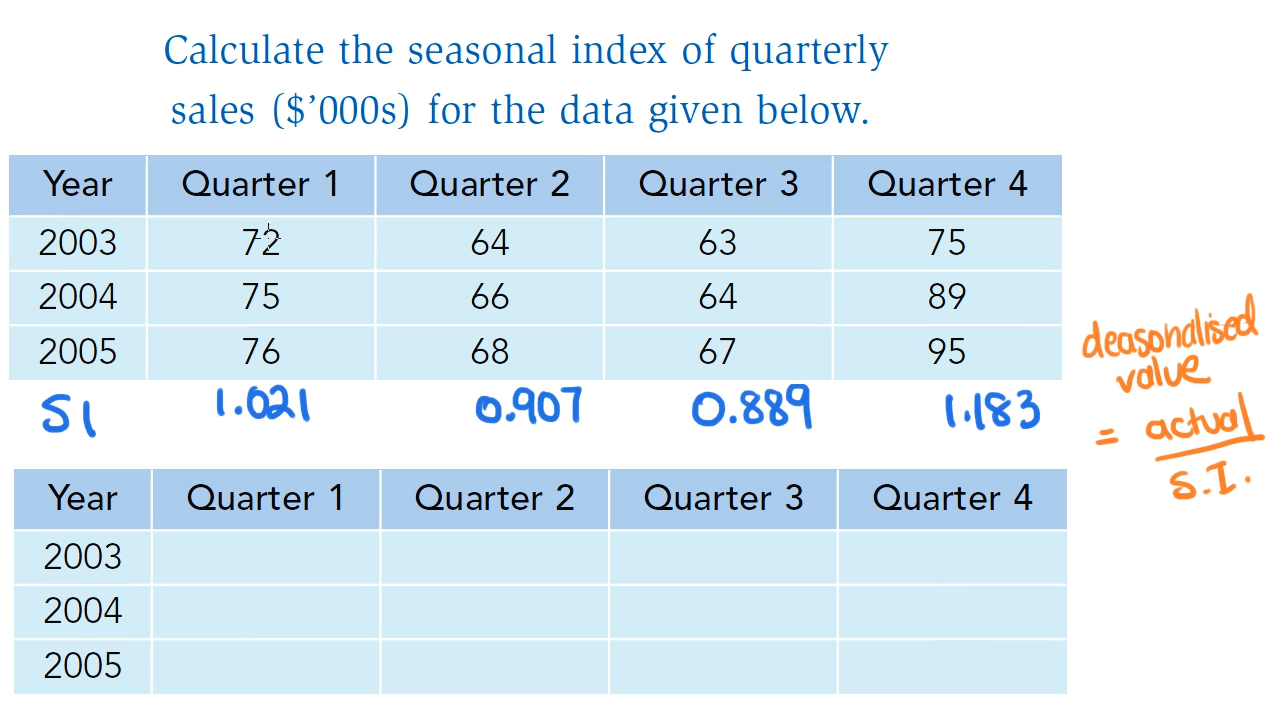 Calculate the seasonal index of quarterly
sales ($’000s) for the data given below.
Year Quarter 1 Quarter 2 Quarter 3 Quarter 4
2003 72 64 63 75
2004 75 66 64 89
2005 76 68 67 95
SI 1.021 0.907 0.889 1.183
deasonalised
value
= actual
S.I.
Year Quarter 1 Quarter 2 Quarter 3 Quarter 4
2003
2004
2005